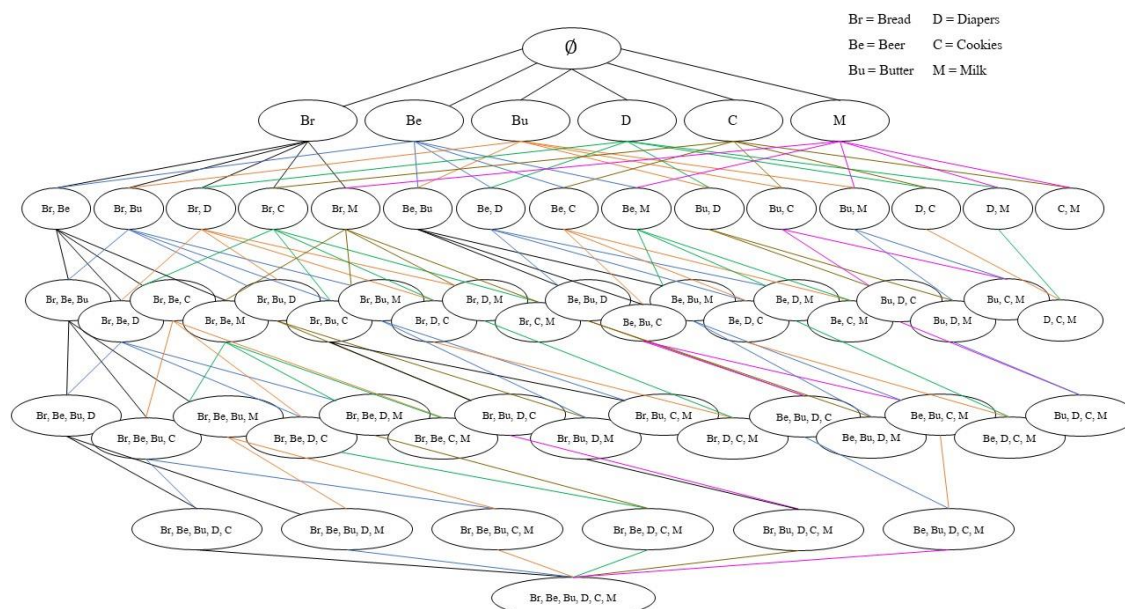 ∅
Br = Bread D = Diapers
Be = Beer C = Cookies
Bu = Butter M = Milk
Br Be Bu D C M
Br, Be Br, Bu Br, D Br, C Br, M Be, Bu Be, D Be, C Be, M Bu, D Bu, C Bu, M D, C D, M C, M
Br, Be, Bu Br, Be, C Br, Bu, D Br, Bu, M Br, D, M Be, Bu, D Be, Bu, M Be, D, M Bu, D, C Bu, C, M
Br, Be, D Br, Be, M Br, Bu, C Br, D, C Br, C, M Be, Bu, C Be, D, C Be, C, M Bu, D, M D, C, M
Br, Be, Bu, D Br, Be, Bu, M Br, Be, D, M Br, Bu, D, C Br, Bu, C, M Be, Bu, D, C Be, Bu, C, M Bu, D, C, M
Br, Be, Bu, C Br, Be, D, C Br, Be, C, M Br, Bu, D, M Br, D, C, M Be, Bu, D, M Be, D, C, M
Br, Be, Bu, D, C Br, Be, Bu, D, M Br, Be, Bu, C, M Br, Be, D, C, M Br, Bu, D, C, M Be, Bu, D, C, M
Br, Be, Bu, D, C, M